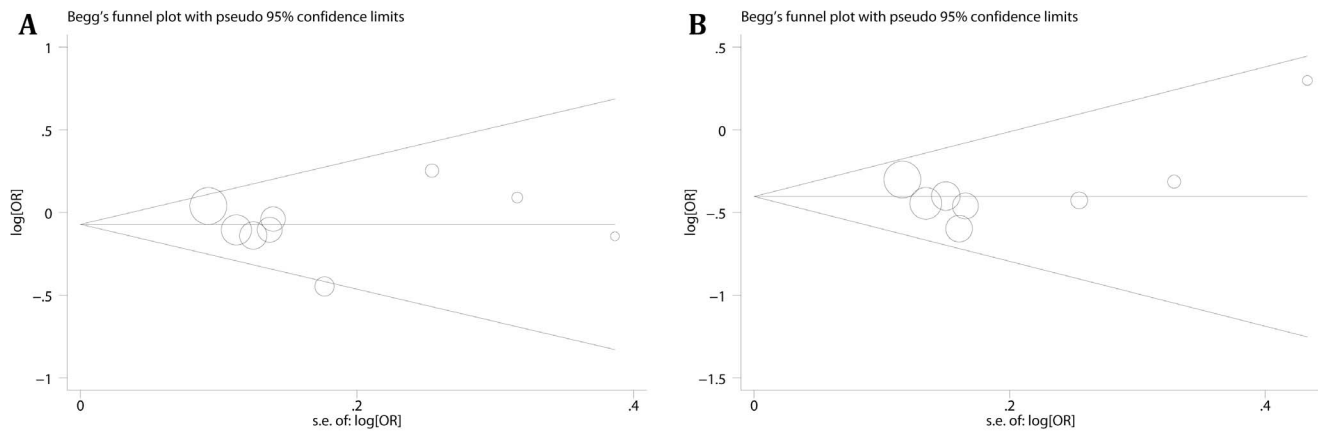 A
Begg's funnel plot with pseudo 95% confidence limits
1
.5
0
−.5
−1
log[OR]
0
.2
.4
s.e. of: log[OR]
B
Begg's funnel plot with pseudo 95% confidence limits
.5
0
−.5
−1
−1.5
log[OR]
0
.2
.4
s.e. of: log[OR]